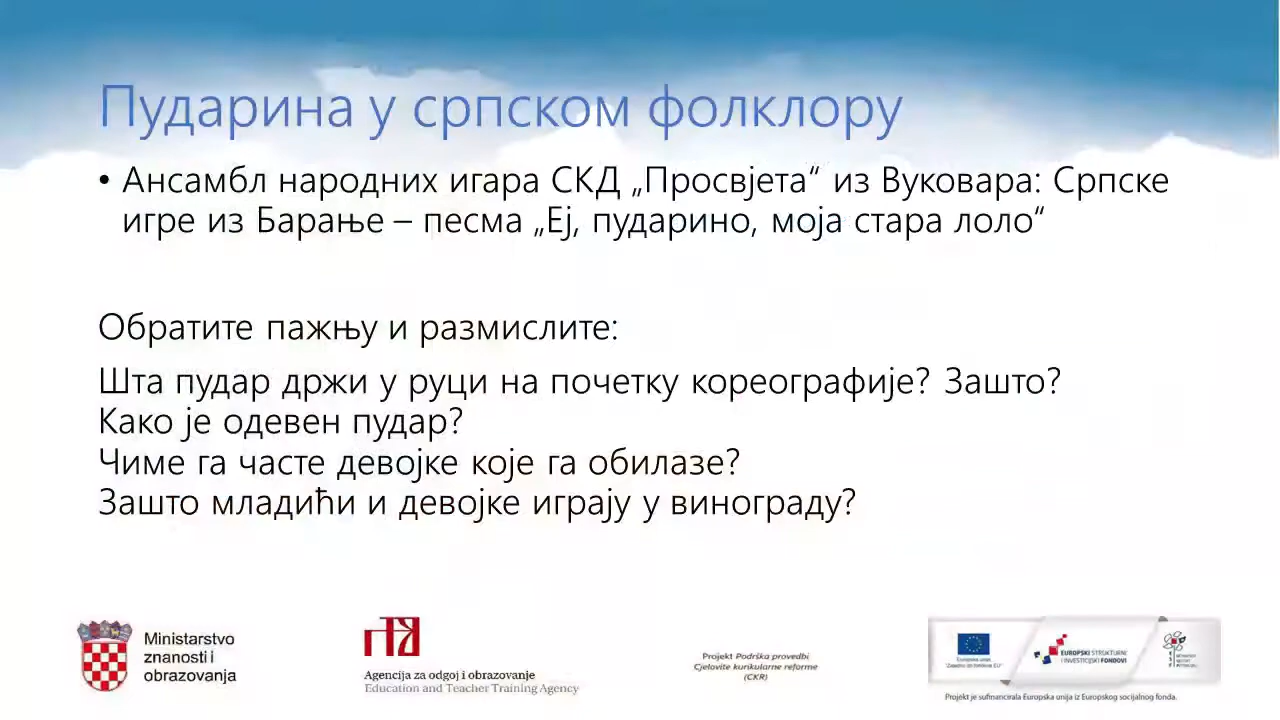 Пударина у српском фолклору
• Ансамбл народних игара СКД „Просвјета“ из Вуковара: Српске
игре из Барање – песма „Еј, пударино, моја стара лоло“
Обратите пажњу и размислите:
Шта пудар држи у руци на почетку кореографије? Зашто?
Како је одевен пудар?
Чиме га часте девојке које га обилазе?
Зашто младићи и девојке играју у винограду?
Ministarstvo
znanosti i
obrazovanja
Agencija za odgoj i obrazovanje
Education and Teacher Training Agency
Projekt Podrška provedbi
Cjelovite kurikularne reforme
(CKR)
EUROPSKI STRUKTURNI
I INVESTICIJSKI FONDOVI
Projekt je sufinancirala Europska unija iz Europskog socijalnog fonda.